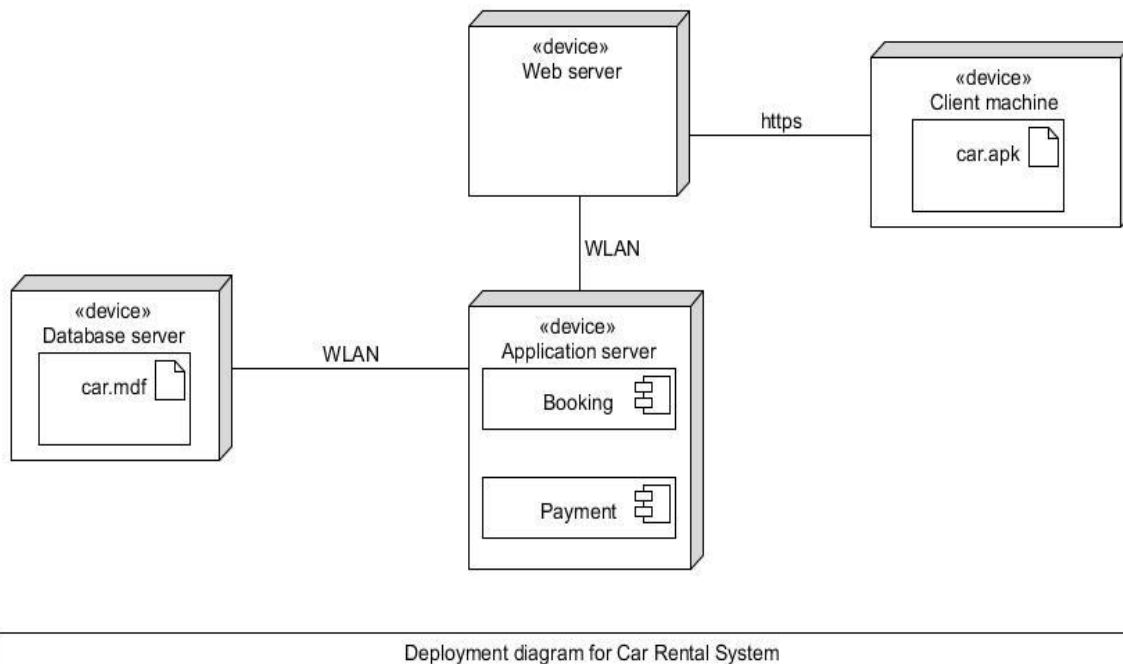 «device»
Web server
«device»
Client machine
car.apk
https
WLAN
«device»
Database server
car.mdf
WLAN
«device»
Application server
Booking
Payment
Deployment diagram for Car Rental System